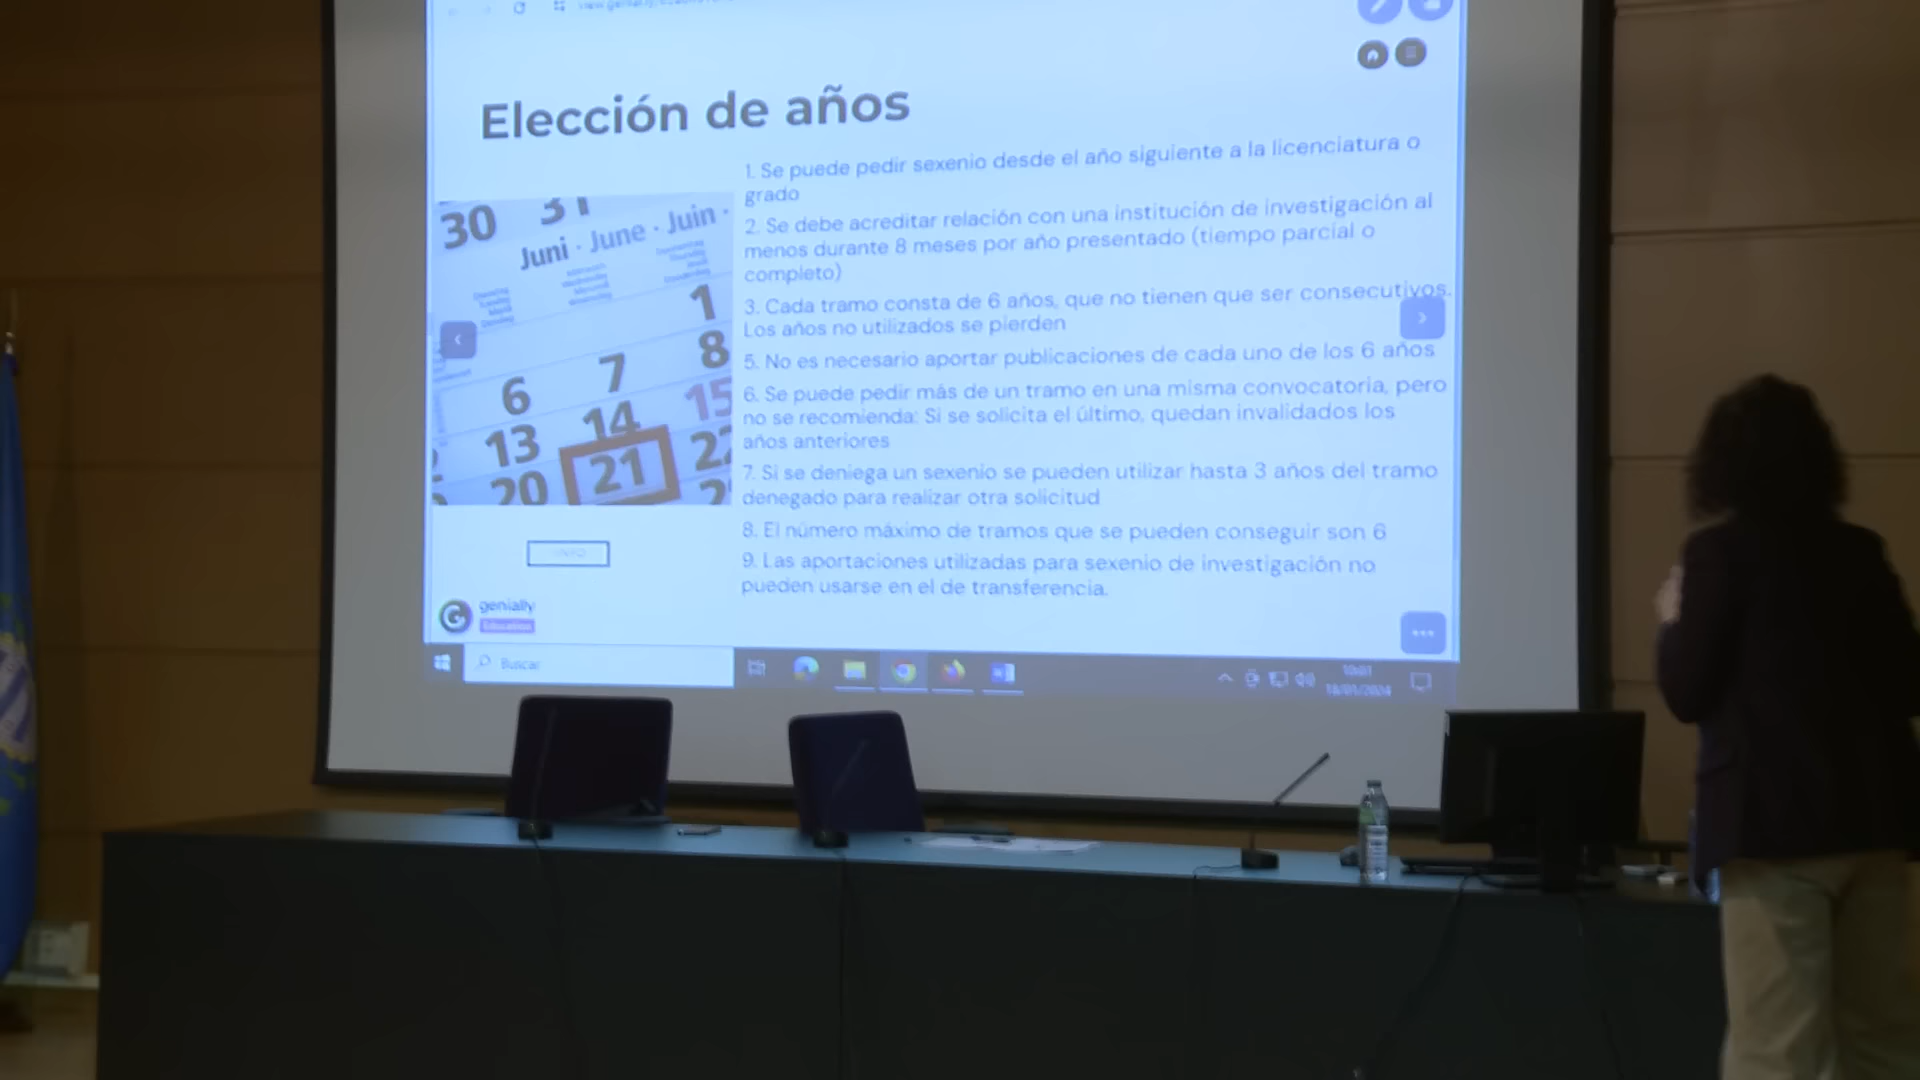 Elección de años
1. Se puede pedir sexenio desde el año siguiente a la licenciatura o
grado
2. Se debe acreditar relación con una institución de investigación al
menos durante 8 meses por año presentado (tiempo parcial o
completo)
3. Cada tramo consta de 6 años, que no tienen que ser consecutivos.
Los años no utilizados se pierden
5. No es necesario aportar publicaciones de cada uno de los 6 años
6. Se puede pedir más de un tramo en una misma convocatoria, pero
no se recomienda: Si se solicita el último, quedan invalidados los
años anteriores
7. Si se deniega un sexenio se pueden utilizar hasta 3 años del tramo
denegado para realizar otra solicitud
8. El número máximo de tramos que se pueden conseguir son 6
9. Las aportaciones utilizadas para sexenio de investigación no
pueden usarse en el de transferencia.
30 31
Juni · June · Juin ·
1
6 7 8
13 14 15
20 21 22
genially
Education
Buscar
18/01/2024